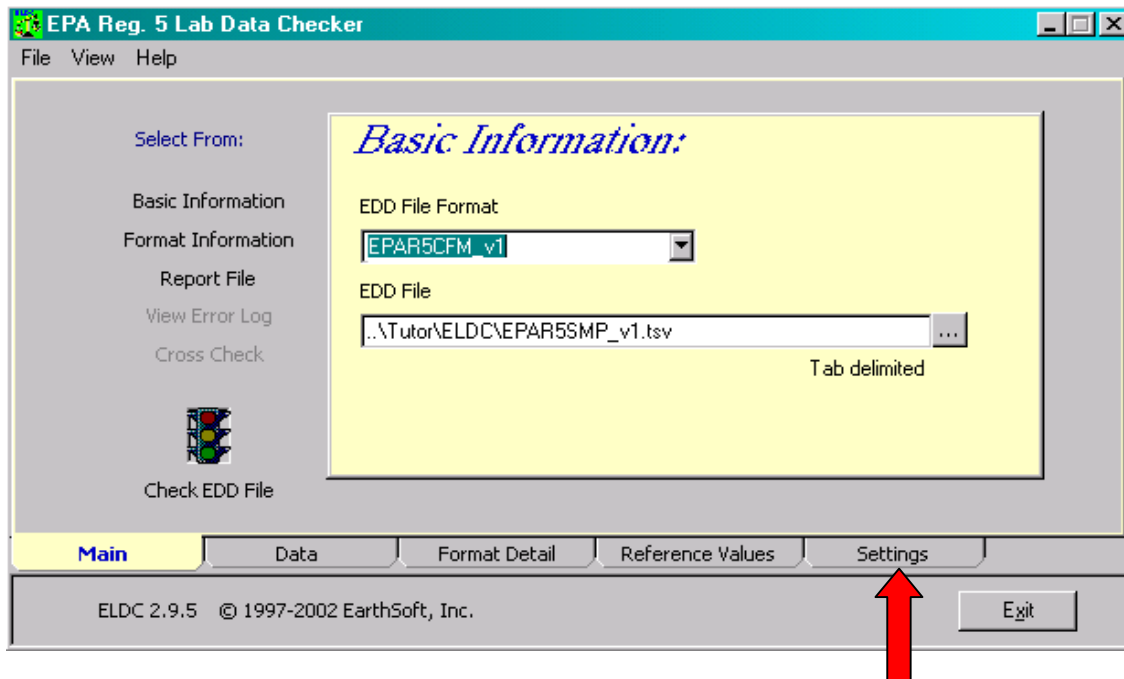 EPA Reg. 5 Lab Data Checker
File View Help
Select From:
Basic Information
Format Information
Report File
View Error Log
Cross Check
Check EDD File
Basic Information:
EDD File Format
EPAR5CFM_v1
EDD File
..\Tutor\ELDC\EPAR5SMP_v1.tsv
...
Tab delimited
Main Data Format Detail Reference Values Settings
ELDC 2.9.5 © 1997-2002 EarthSoft, Inc.
Exit